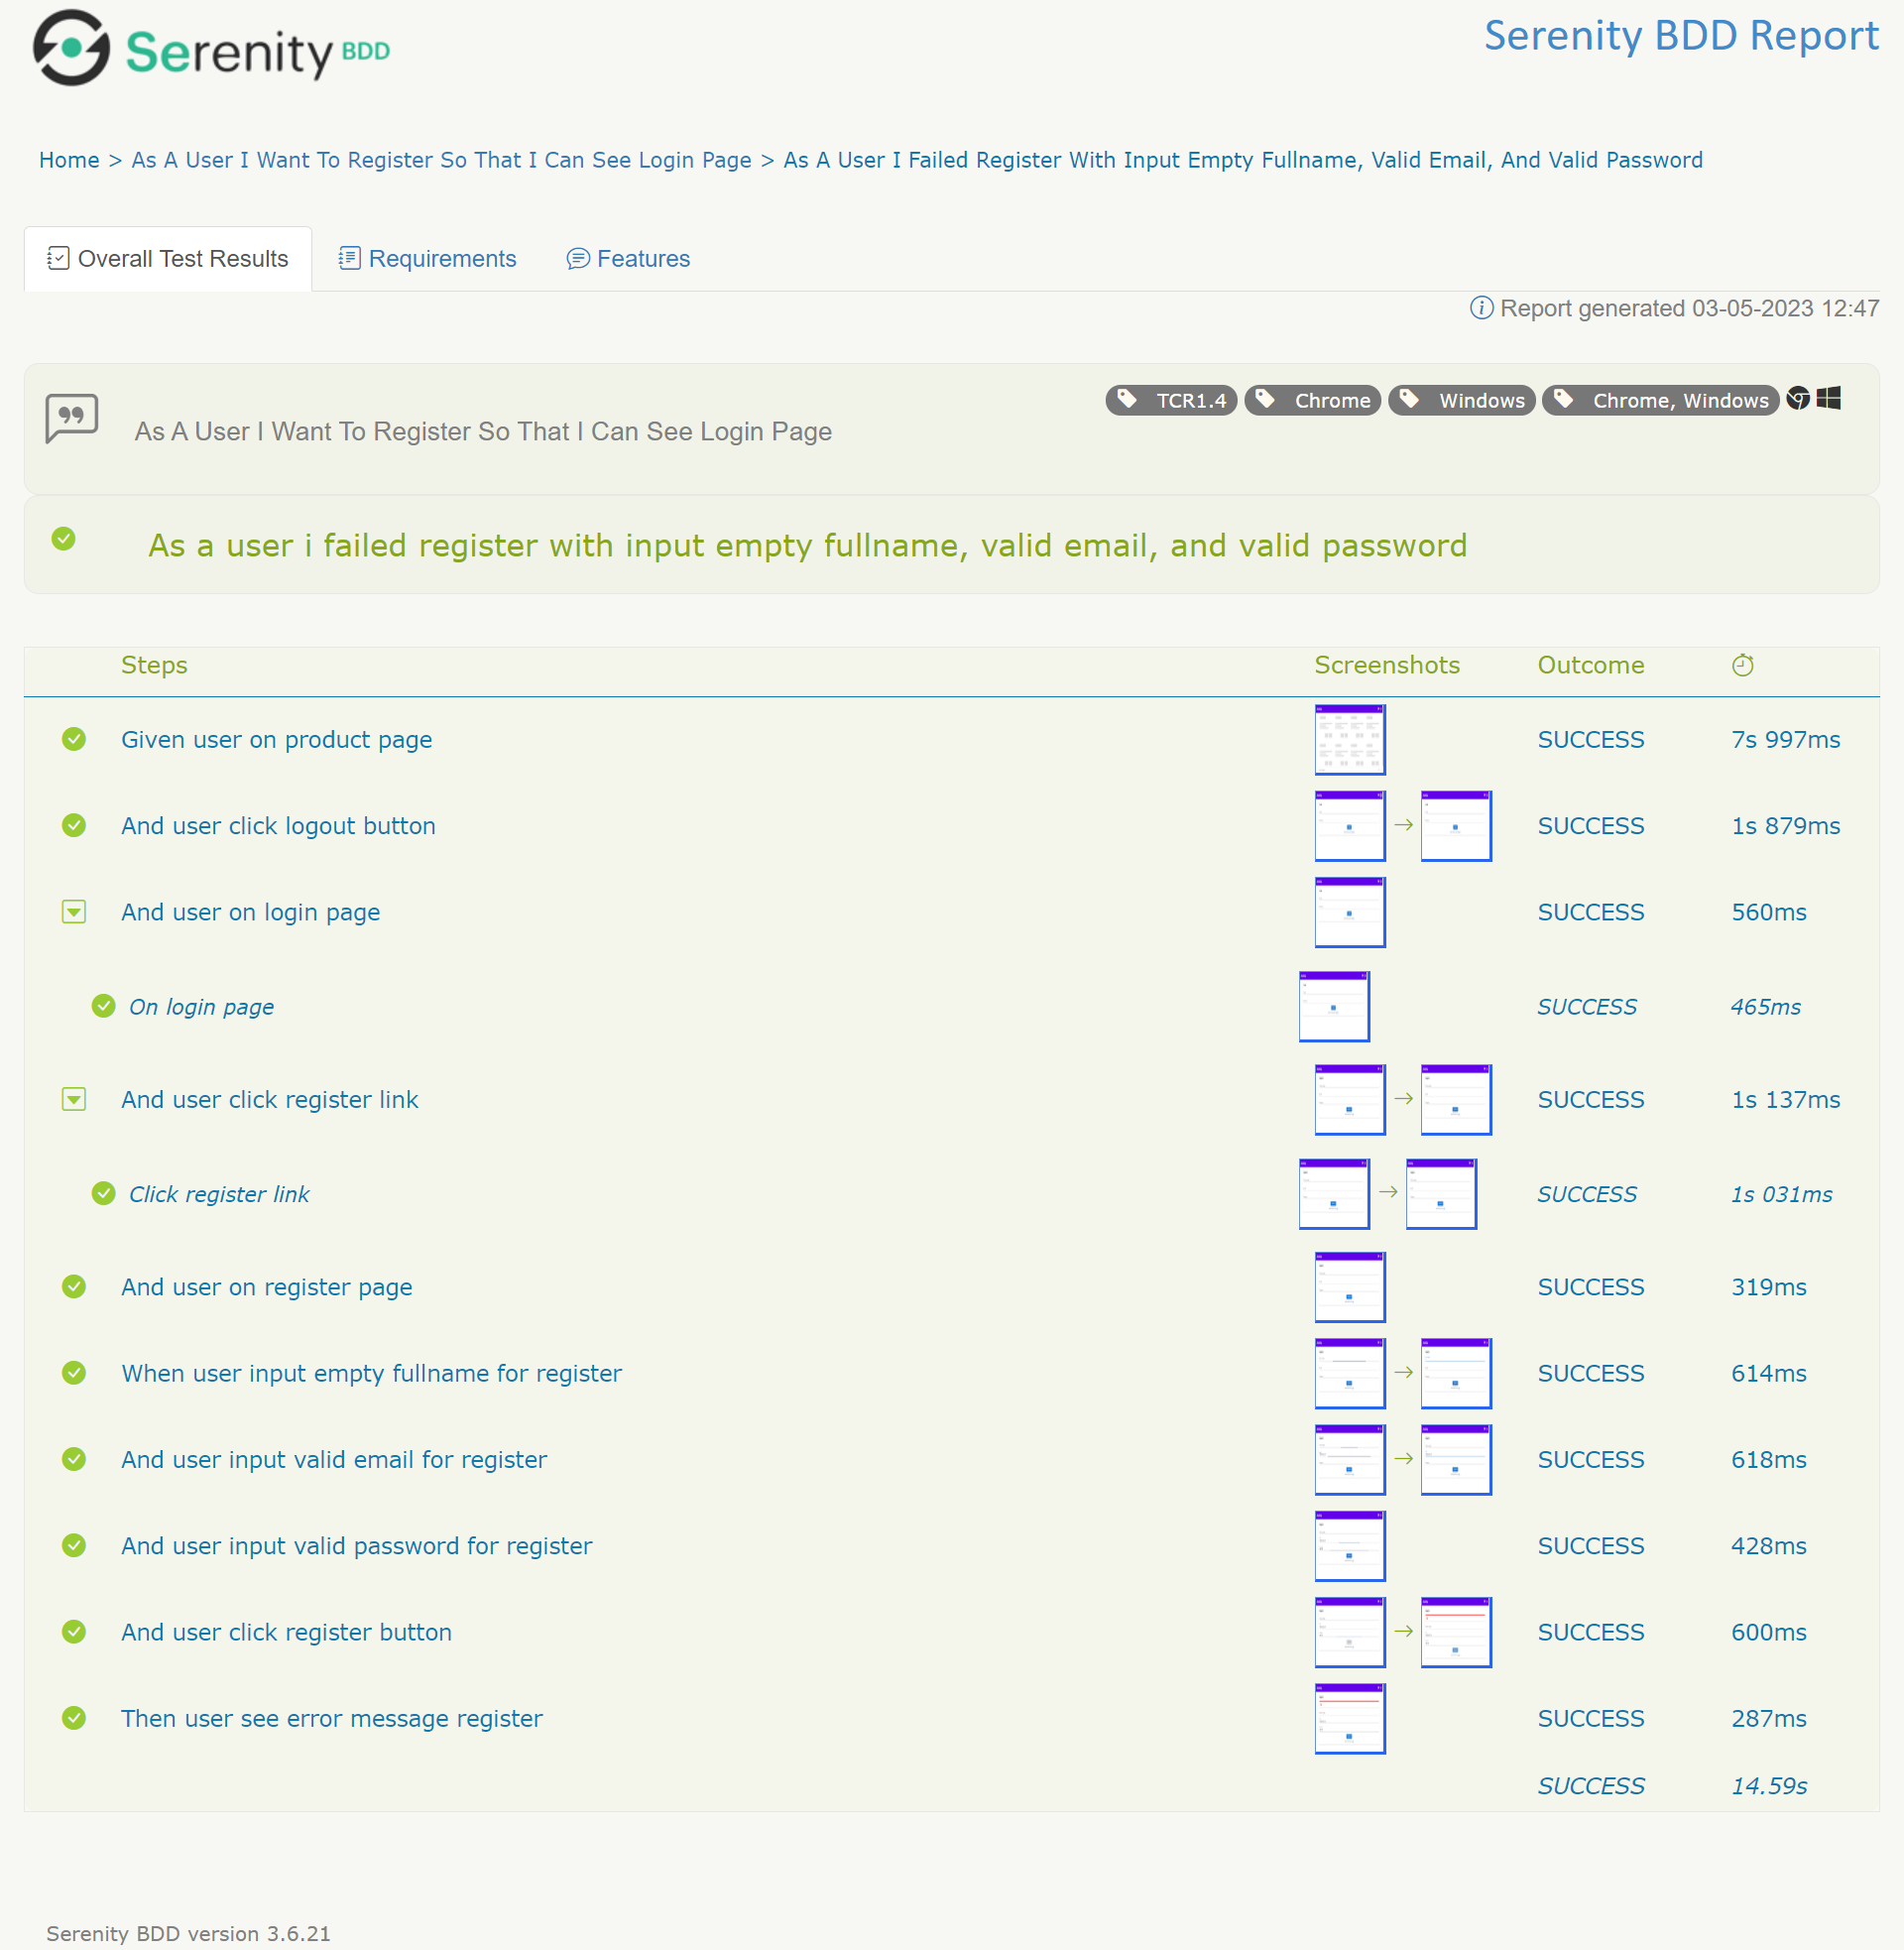 Serenity BDD
Serenity BDD Report
Home > As A User I Want To Register So That I Can See Login Page > As A User I Failed Register With Input Empty Fullname, Valid Email, And Valid Password
Overall Test Results Requirements Features
Report generated 03-05-2023 12:47
TCR1.4 Chrome Windows Chrome, Windows
As A User I Want To Register So That I Can See Login Page
As a user i failed register with input empty fullname, valid email, and valid password
Steps Screenshots Outcome
Given user on product page SUCCESS 7s 997ms
And user click logout button SUCCESS 1s 879ms
And user on login page SUCCESS 560ms
On login page SUCCESS 465ms
And user click register link SUCCESS 1s 137ms
Click register link SUCCESS 1s 031ms
And user on register page SUCCESS 319ms
When user input empty fullname for register SUCCESS 614ms
And user input valid email for register SUCCESS 618ms
And user input valid password for register SUCCESS 428ms
And user click register button SUCCESS 600ms
Then user see error message register SUCCESS 287ms
SUCCESS 14.59s
Serenity BDD version 3.6.21